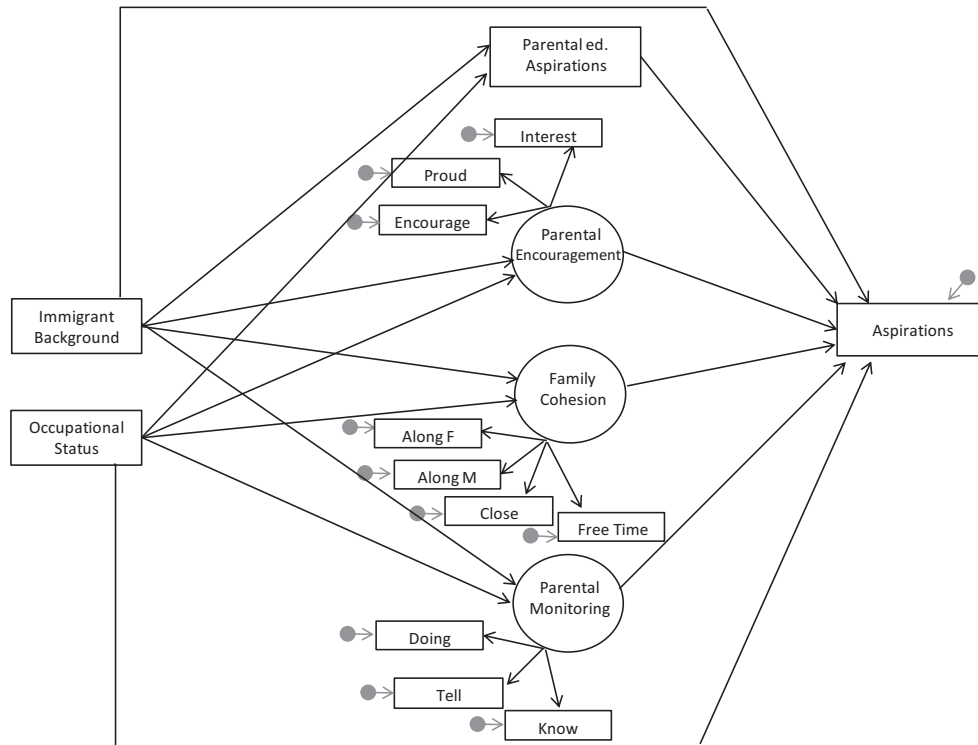 Parental ed.
Aspirations
Interest
Proud
Encourage
Parental
Encouragement
Immigrant
Background
Aspirations
Family
Cohesion
Occupational
Status
Along F
Along M
Close
Free Time
Parental
Monitoring
Doing
Tell
Know